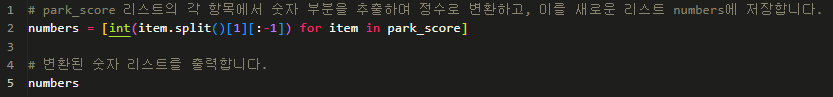 1 # park_score 리스트의 각 항목에서 숫자 부분을 추출하여 정수로 변환하고, 이를 새로운 리스트 numbers에 저장합니다.
2 numbers = [int(item.split()[1][:-1]) for item in park_score]
3
4 # 변환된 숫자 리스트를 출력합니다.
5 numbers